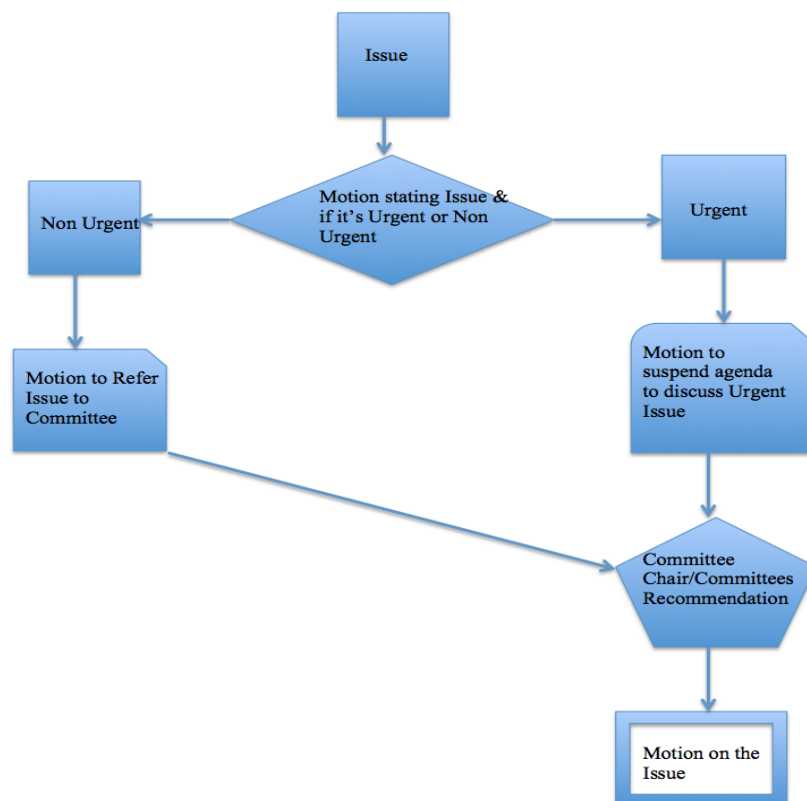 Issue
Motion stating Issue &
if it's Urgent or Non
Urgent
Non Urgent
Urgent
Motion to Refer
Issue to
Committee
Motion to
suspend agenda
to discuss Urgent
Issue
Committee
Chair/Committees
Recommendation
Motion on the
Issue